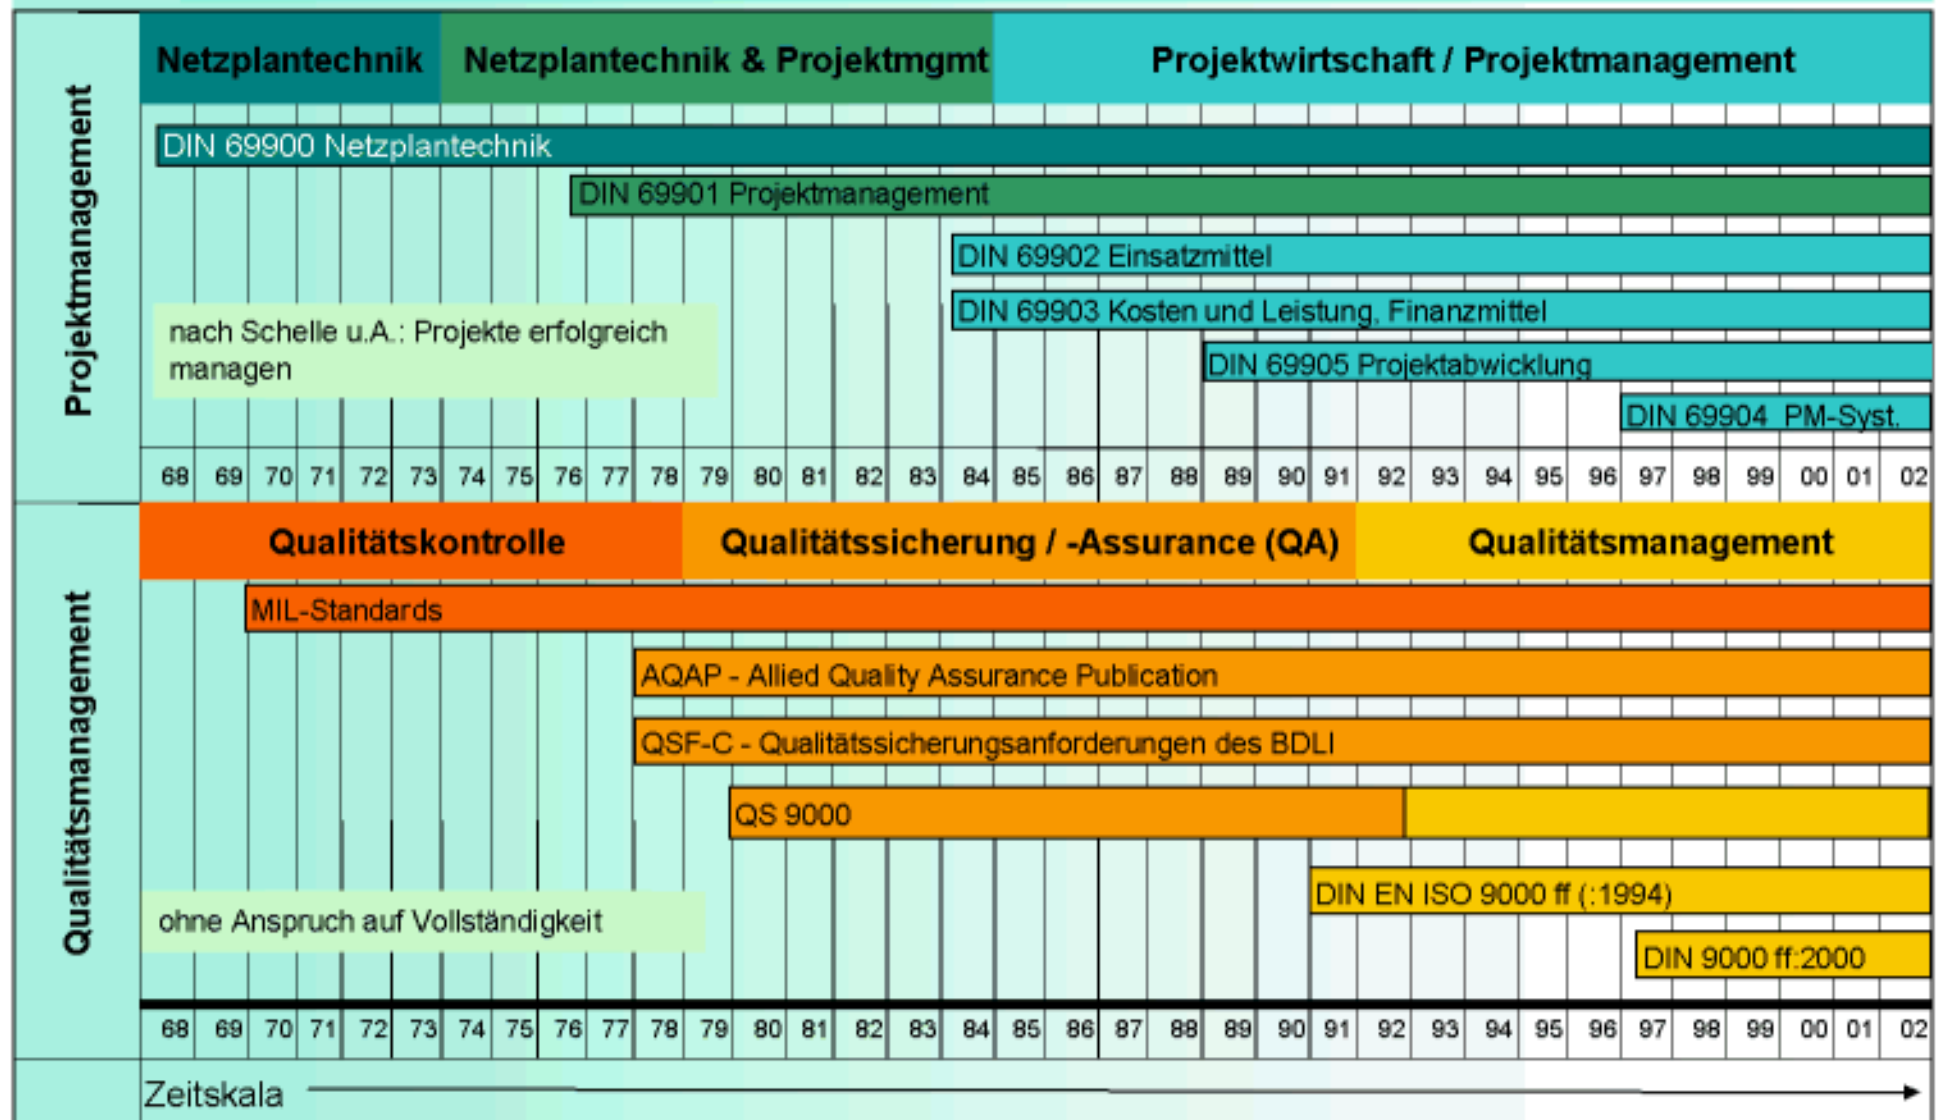 Projektmanagement
Netzplantechnik
Netzplantechnik & Projektmgmt
Projektwirtschaft / Projektmanagement
DIN 69900 Netzplantechnik
DIN 69901 Projektmanagement
DIN 69902 Einsatzmittel
DIN 69903 Kosten und Leistung, Finanzmittel
nach Schelle u.A.: Projekte erfolgreich
managen
DIN 69905 Projektabwicklung
DIN 69904 PM-Syst.
68 69 70 71 72 73 74 75 76 77 78 79 80 81 82 83 84 85 86 87 88 89 90 91 92 93 94 95 96 97 98 99 00 01 02
Qualitätsmanagement
Qualitätskontrolle
Qualitätssicherung / -Assurance (QA)
Qualitätsmanagement
MIL-Standards
AQAP - Allied Quality Assurance Publication
QSF-C - Qualitätssicherungsanforderungen des BDLI
QS 9000
DIN EN ISO 9000 ff (:1994)
ohne Anspruch auf Vollständigkeit
DIN 9000 ff:2000
68 69 70 71 72 73 74 75 76 77 78 79 80 81 82 83 84 85 86 87 88 89 90 91 92 93 94 95 96 97 98 99 00 01 02
Zeitskala